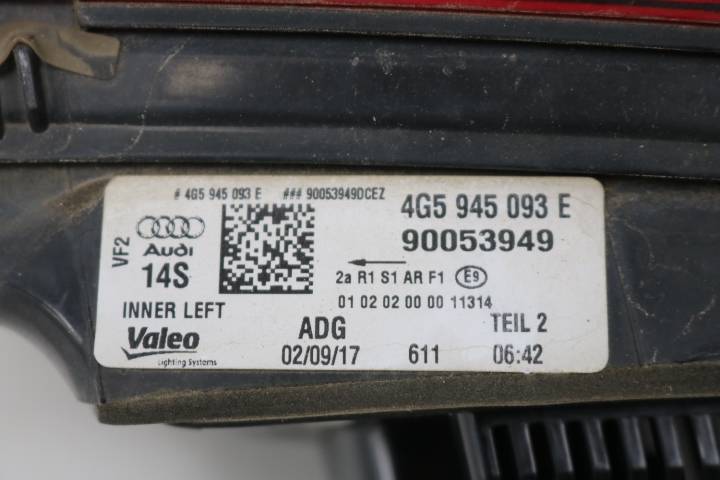 # 4G5 945 093 E ### 90053949DCEZ
4G5 945 093 E
90053949
VF2
Audi
14S
2a R1 S1 AR F1 E9
01 02 02 00 00 11314
INNER LEFT
Valeo
Lighting Systems
ADG
TEIL 2
02/09/17 611 06:42